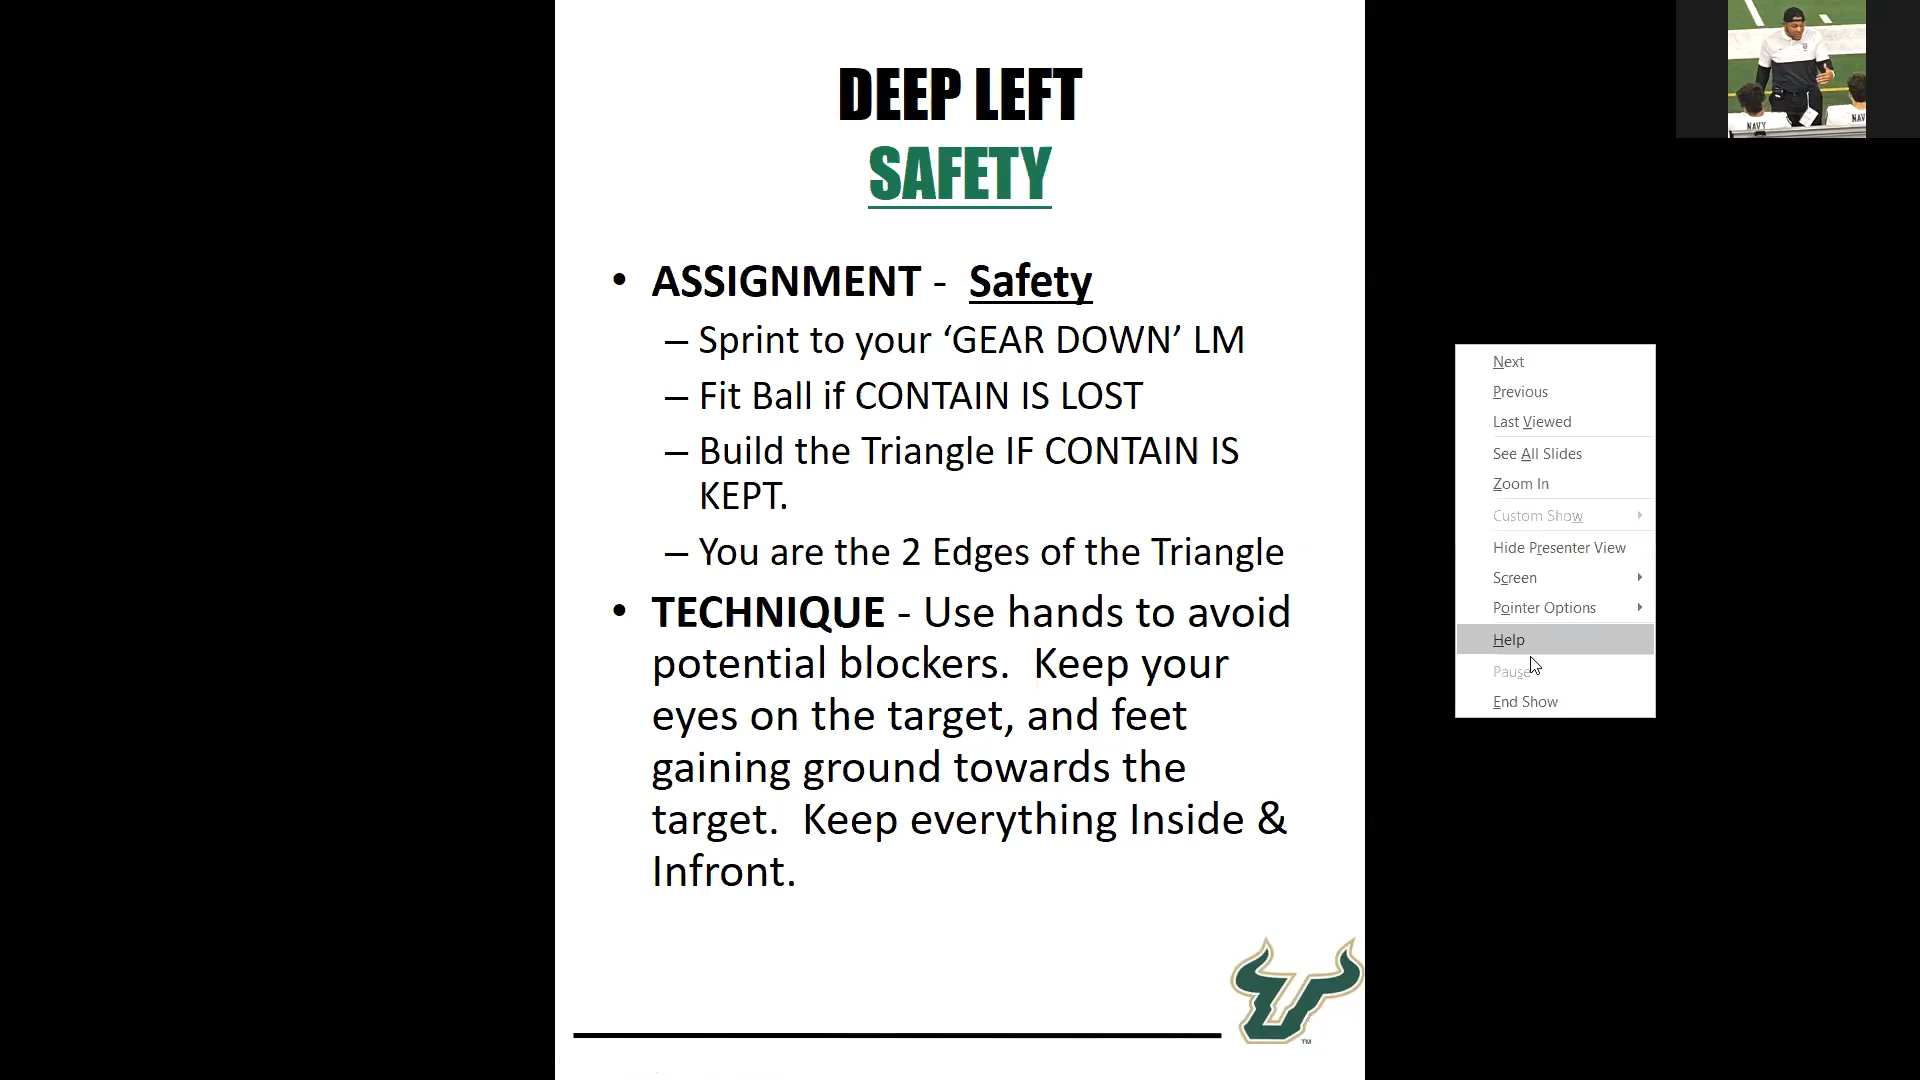 DEEP LEFT
SAFETY
• ASSIGNMENT - Safety
– Sprint to your ‘GEAR DOWN’ LM
– Fit Ball if CONTAIN IS LOST
– Build the Triangle IF CONTAIN IS
KEPT.
– You are the 2 Edges of the Triangle
• TECHNIQUE - Use hands to avoid
potential blockers. Keep your
eyes on the target, and feet
gaining ground towards the
target. Keep everything Inside &
Infront.
TM
Next
Previous
Last Viewed
See All Slides
Zoom In
Custom Show
Hide Presenter View
Screen
Pointer Options
Help
Pause
End Show
NAVY
NAV